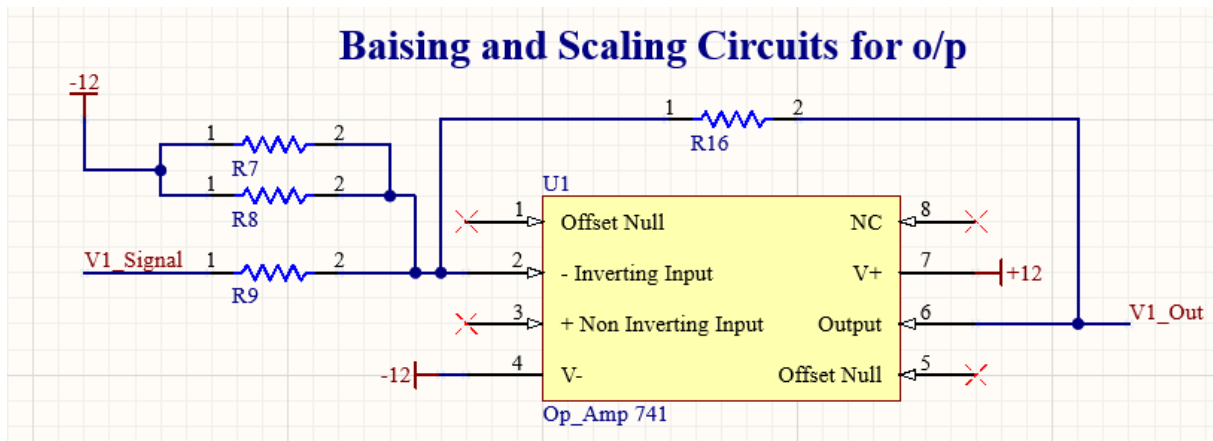 Baising and Scaling Circuits for o/p
-12
1 2
R7
1 2
R8
V1_Signal 1 2
R9
1 2
R16
U1
1 Offset Null NC 8
2 - Inverting Input V+ 7 +12
3 + Non Inverting Input Output 6 V1_Out
-12 4 V- Offset Null 5
Op_Amp 741